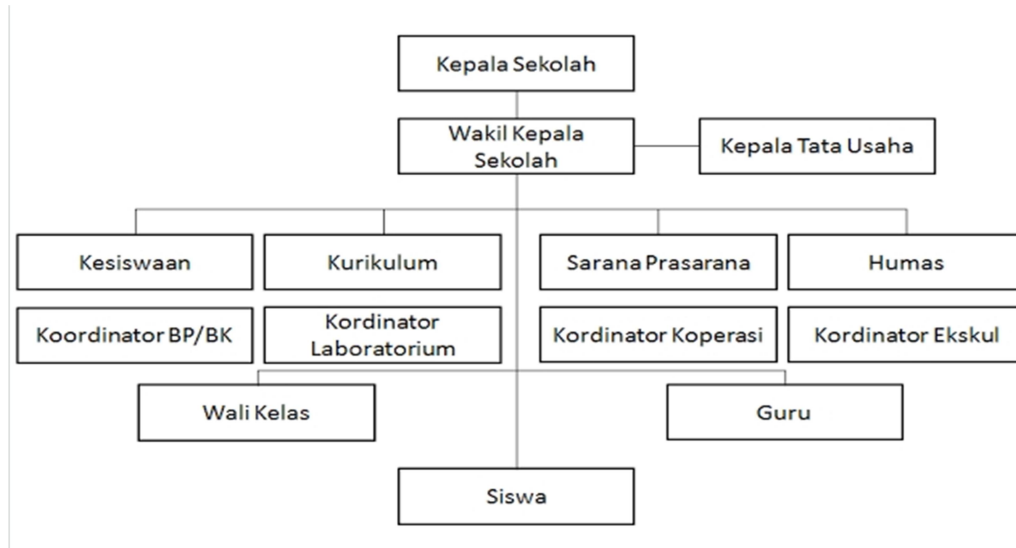 Kepala Sekolah
Wakil Kepala
Sekolah
Kepala Tata Usaha
Kesiswaan
Kurikulum
Sarana Prasarana
Humas
Koordinator BP/BK
Kordinator
Laboratorium
Kordinator Koperasi
Kordinator Ekskul
Wali Kelas
Guru
Siswa